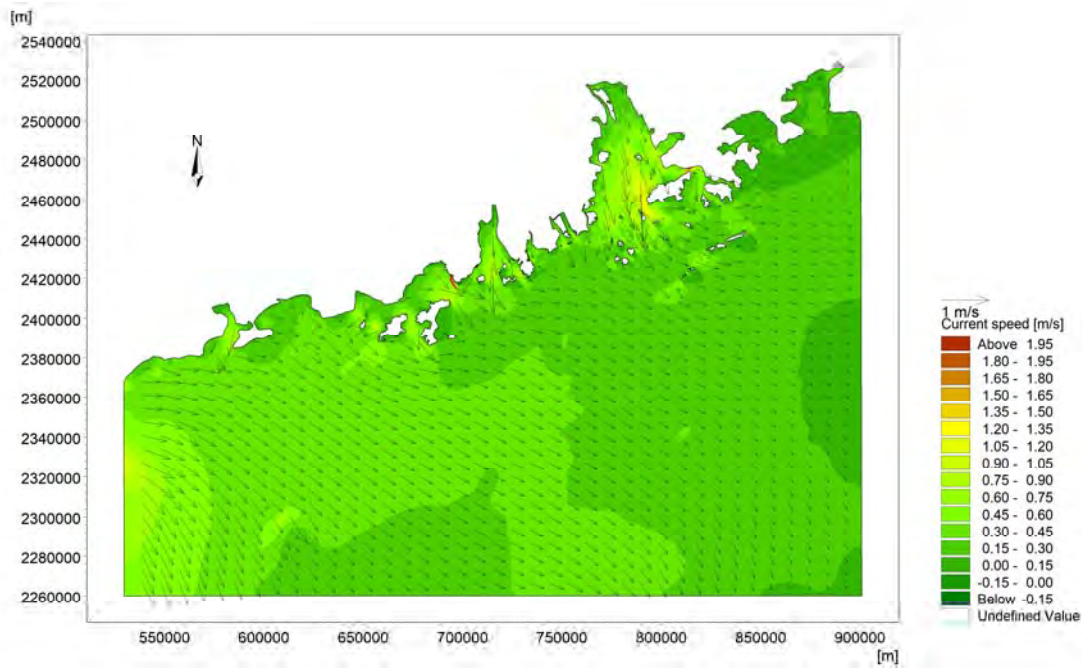 [m]
2540000
2520000
2500000
2480000
2460000
2440000
2420000
2400000
2380000
2360000
2340000
2320000
2300000
2280000
2260000
N
550000 600000 650000 700000 750000 800000 850000 900000
[m]
1 m/s
Current speed [m/s]
Above 1.95
1.80 - 1.95
1.65 - 1.80
1.50 - 1.65
1.35 - 1.50
1.20 - 1.35
1.05 - 1.20
0.90 - 1.05
0.75 - 0.90
0.60 - 0.75
0.45 - 0.60
0.30 - 0.45
0.15 - 0.30
0.00 - 0.15
-0.15 - 0.00
Below -0.15
Undefined Value